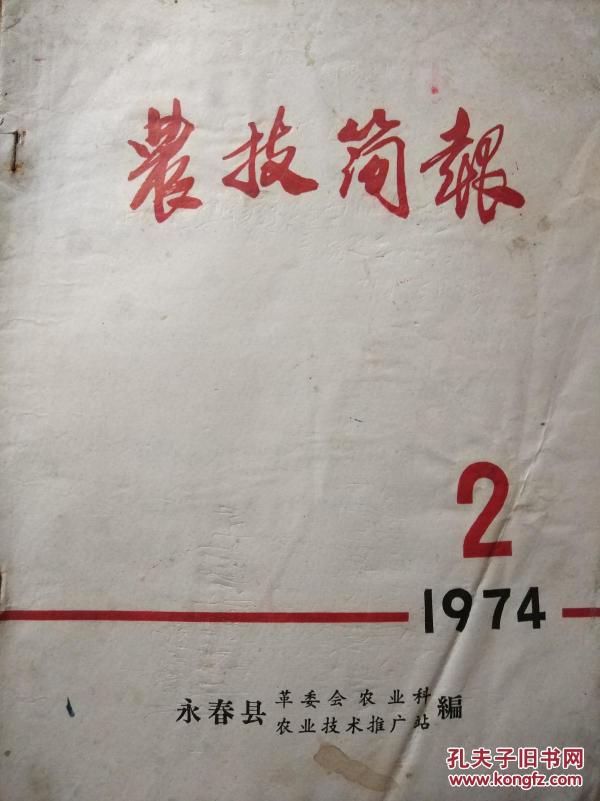 農技简報
2
1974
永春县 革委会农业科 編
农业技术推广站
孔夫子旧书网
www.kongfz.com